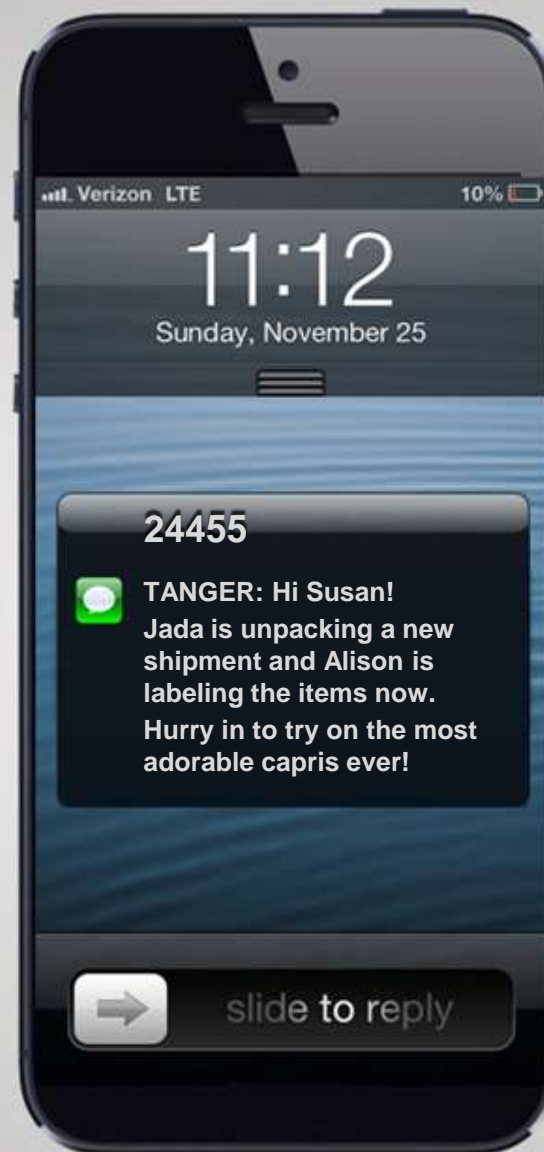 Verizon LTE 10%
11:12
Sunday, November 25
24455
TANGER: Hi Susan!
Jada is unpacking a new
shipment and Alison is
labeling the items now.
Hurry in to try on the most
adorable capris ever!
slide to reply